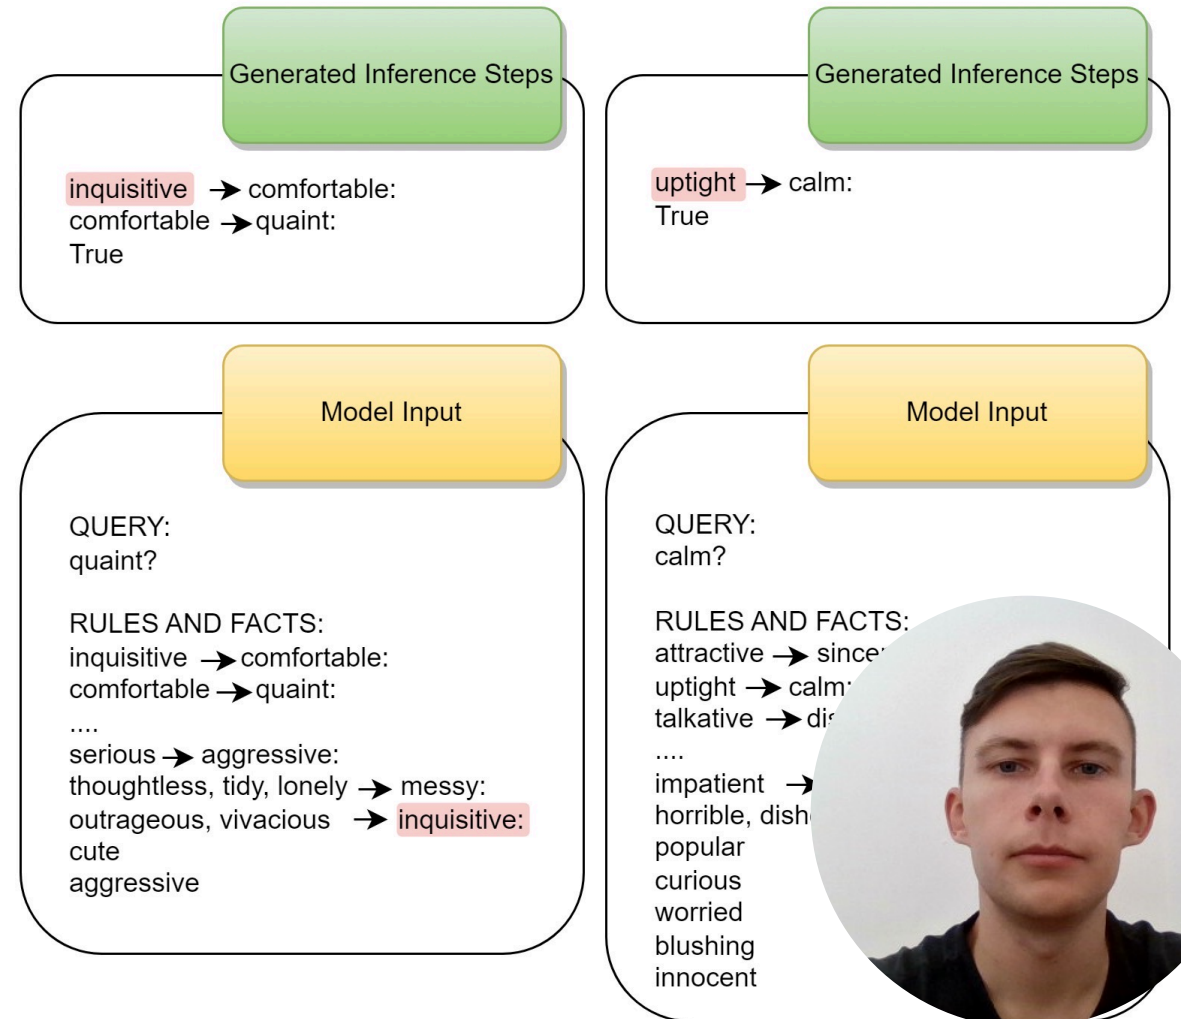 Generated Inference Steps
inquisitive → comfortable:
comfortable → quaint:
True
Generated Inference Steps
uptight → calm:
True
Model Input
QUERY:
quaint?
RULES AND FACTS:
inquisitive → comfortable:
comfortable → quaint:
....
serious → aggressive:
thoughtless, tidy, lonely → messy:
outrageous, vivacious → inquisitive:
cute
aggressive
Model Input
QUERY:
calm?
RULES AND FACTS:
attractive →
uptight → calm:
talkative →
....
impatient →
horrible,
popular
curious
worried
blushing
innocent